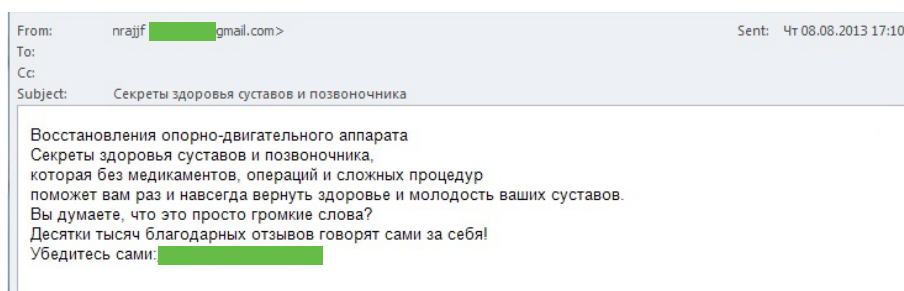 From: nrajjf gmail.com> Sent: Чт 08.08.2013 17:10
To:
Cc:
Subject: Секреты здоровья суставов и позвоночника
Восстановления опорно-двигательного аппарата
Секреты здоровья суставов и позвоночника,
которая без медикаментов, операций и сложных процедур
поможет вам раз и навсегда вернуть здоровье и молодость ваших суставов.
Вы думаете, что это просто громкие слова?
Десятки тысяч благодарных отзывов говорят сами за себя!
Убедитесь сами: